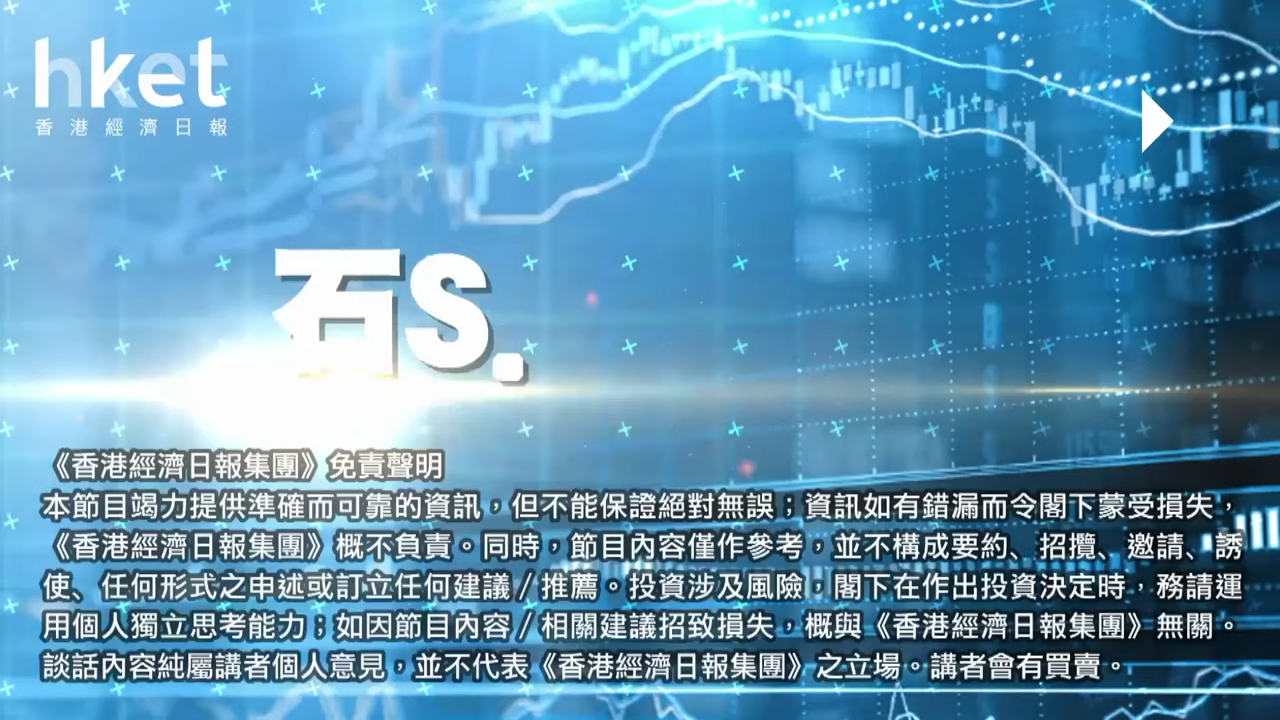 hket
香港經濟日報
石S.
《香港經濟日報集團》免責聲明
本節目竭力提供準確而可靠的資訊，但不能保證絕對無誤；資訊如有錯漏而令閣下蒙受損失，
《香港經濟日報集團》概不負責。同時，節目內容僅作參考，並不構成要約、招攬、邀請、誘
使、任何形式之申述或訂立任何建議／推薦。投資涉及風險，閣下在作出投資決定時，務請運
用個人獨立思考能力；如因節目內容／相關建議招致損失，概與《香港經濟日報集團》無關。
談話內容純屬講者個人意見，並不代表《香港經濟日報集團》之立場。講者會有買賣。